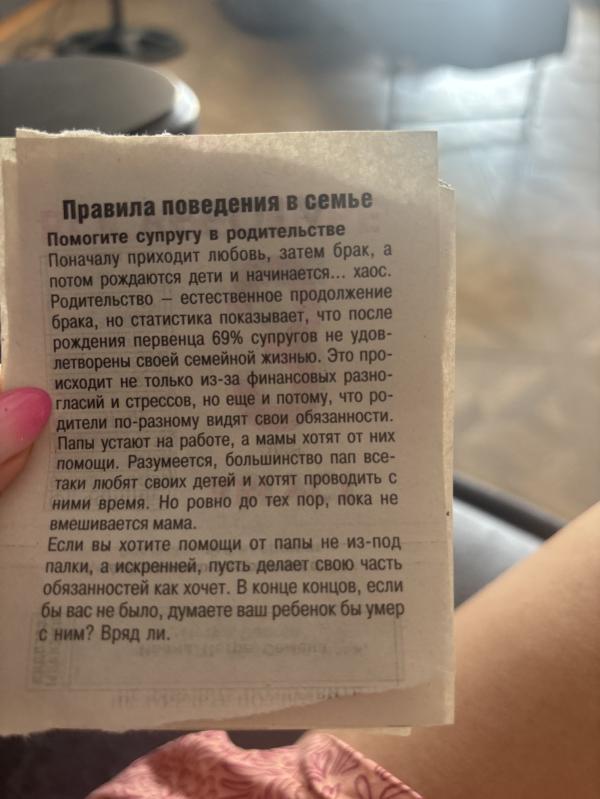 Правила поведения в семье
Помогите супругу в родительстве
Поначалу приходит любовь, затем брак, а
потом рождаются дети и начинается... хаос.
Родительство – естественное продолжение
брака, но статистика показывает, что после
рождения первенца 69% супругов не удов-
летворены своей семейной жизнью. Это про-
исходит не только из-за финансовых разно-
гласий и стрессов, но еще и потому, что ро-
дители по-разному видят свои обязанности.
Папы устают на работе, а мамы хотят от них
помощи. Разумеется, большинство пап все-
таки любят своих детей и хотят проводить с
ними время. Но ровно до тех пор, пока не
вмешивается мама.
Если вы хотите помощи от папы не из-под
палки, а искренней, пусть делает свою часть
обязанностей как хочет. В конце концов, если
бы вас не было, думаете ваш ребенок бы умер
с ним? Вряд ли.